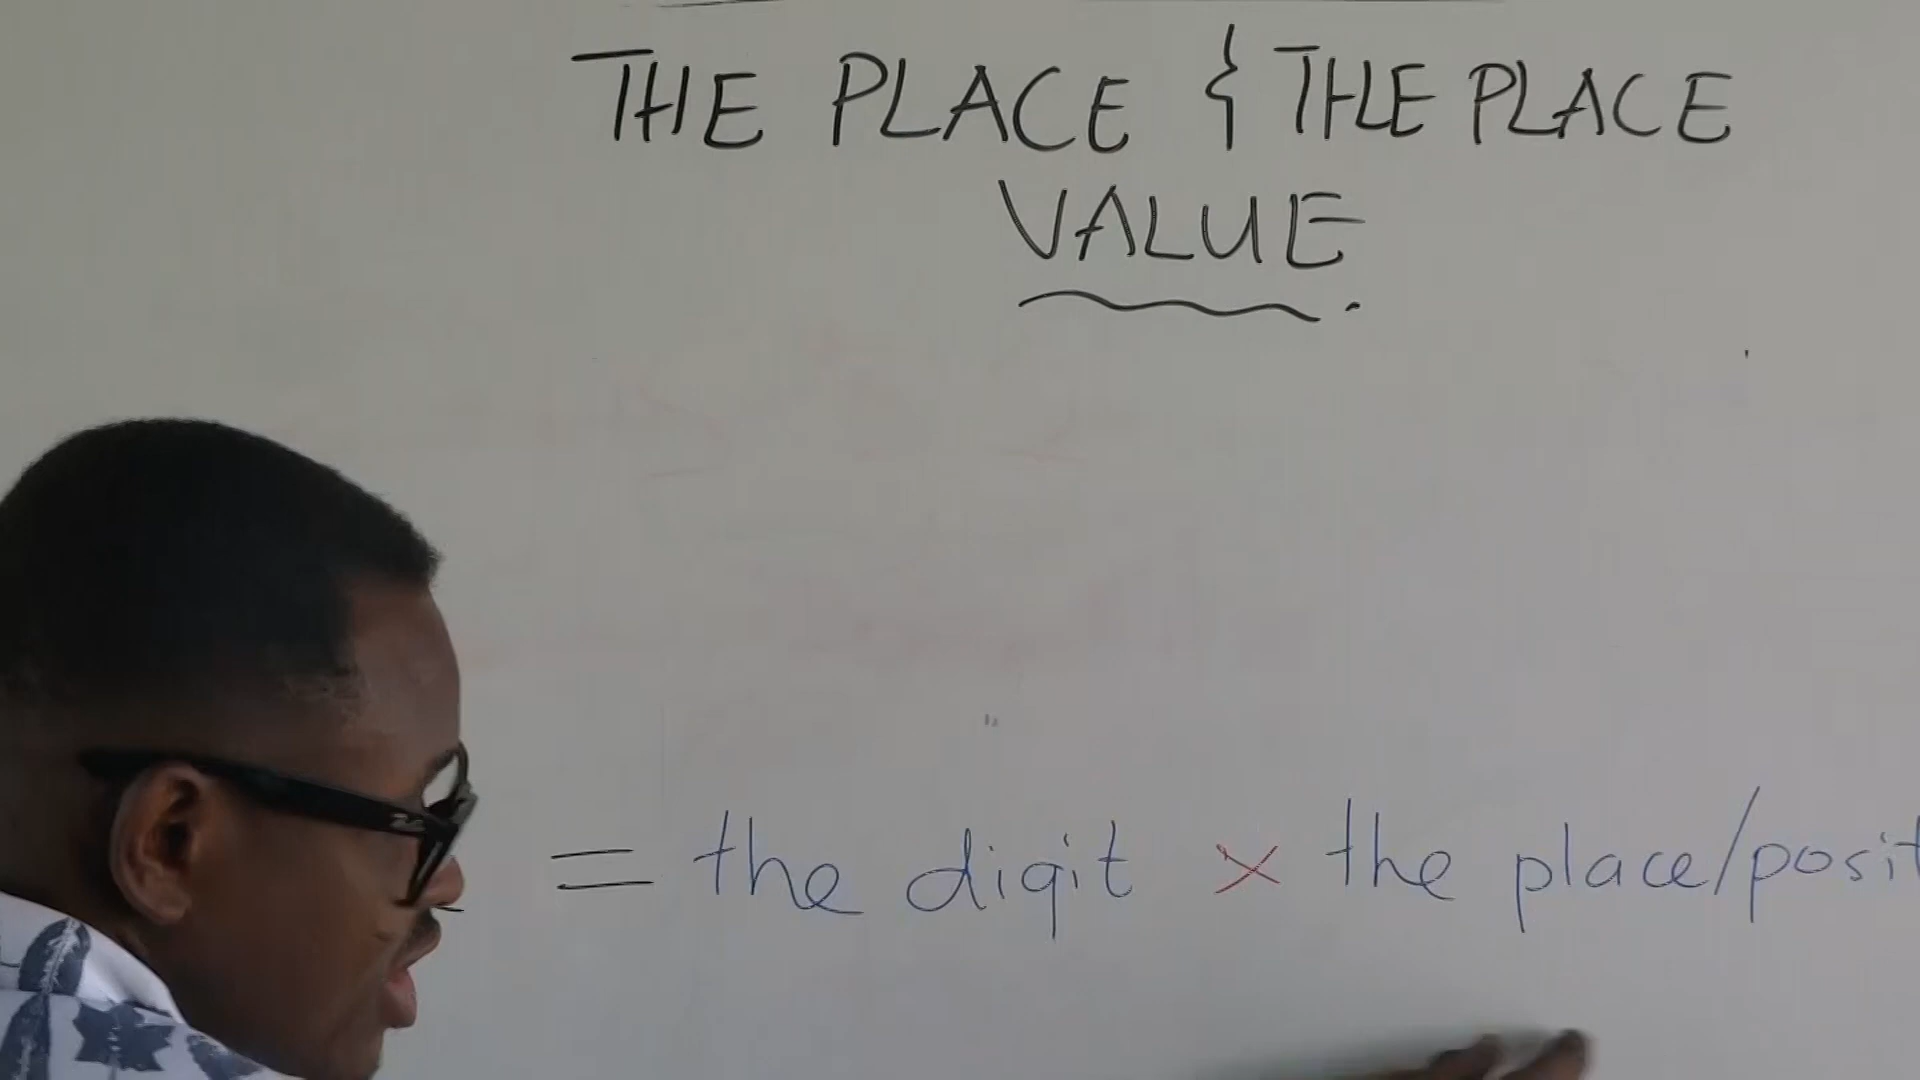 THE PLACE & THE PLACE
VALUE.
= the digit × the place/posit